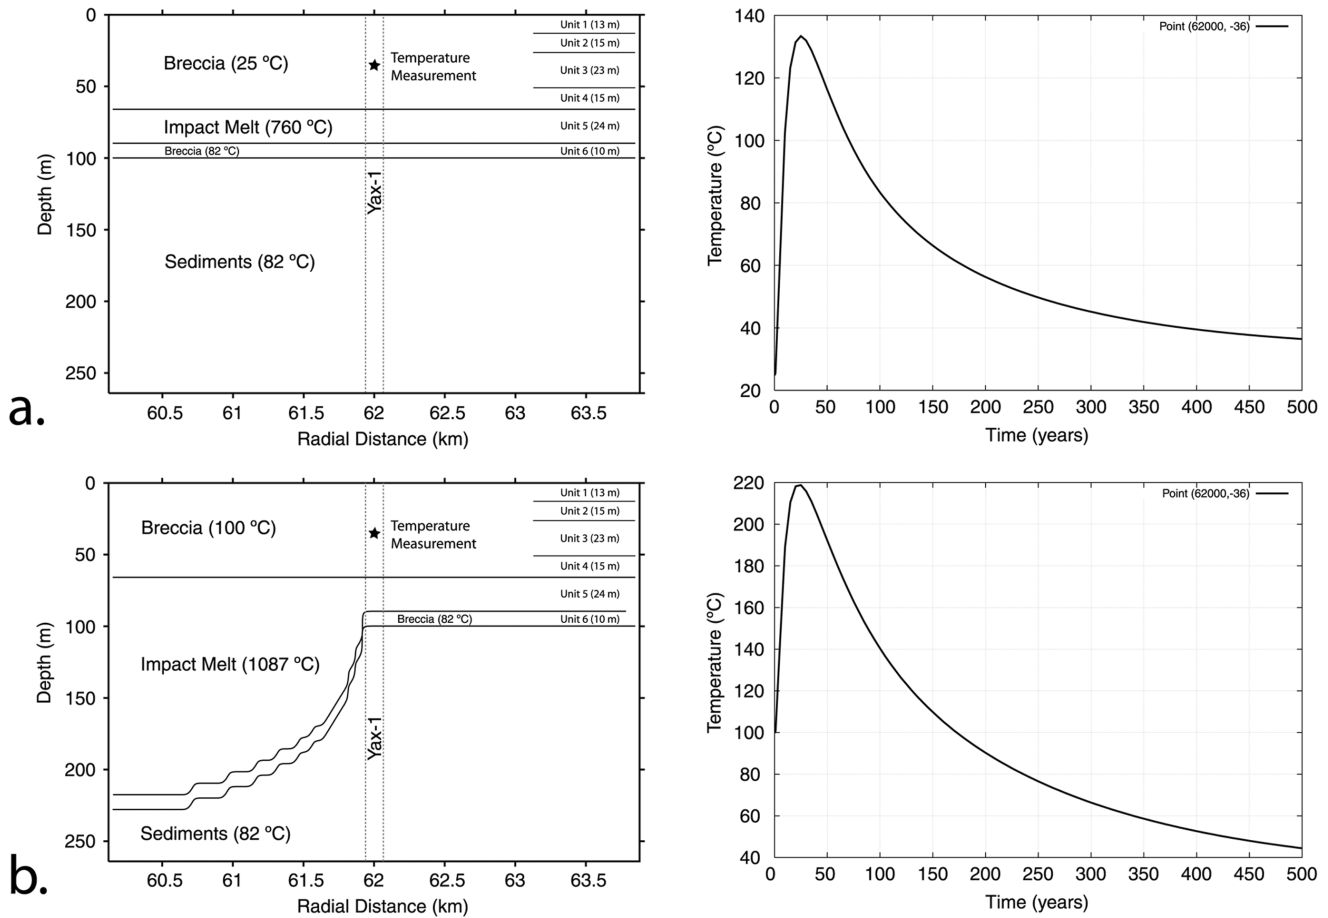 0
50
100
150
200
250
Depth (m)
Breccia (25 ºC)
Temperature
Measurement
Impact Melt (760 ºC)
Breccia (82 ºC)
Sediments (82 ºC)
Yax-1
Unit 1 (13 m)
Unit 2 (15 m)
Unit 3 (23 m)
Unit 4 (15 m)
Unit 5 (24 m)
Unit 6 (10 m)
60.5 61 61.5 62 62.5 63 63.5
Radial Distance (km)
a.
140
120
100
80
60
40
20
Temperature (ºC)
Point (62000, -36)
0 50 100 150 200 250 300 350 400 450 500
Time (years)
0
50
100
150
200
250
Depth (m)
Breccia (100 ºC)
Temperature
Measurement
Breccia (82 ºC)
Impact Melt (1087 ºC)
Sediments (82 ºC)
Yax-1
Unit 1 (13 m)
Unit 2 (15 m)
Unit 3 (23 m)
Unit 4 (15 m)
Unit 5 (24 m)
Unit 6 (10 m)
60.5 61 61.5 62 62.5 63 63.5
Radial Distance (km)
b.
220
200
180
160
140
120
100
80
60
40
Temperature (ºC)
Point (62000,-36)
0 50 100 150 200 250 300 350 400 450 500
Time (years)